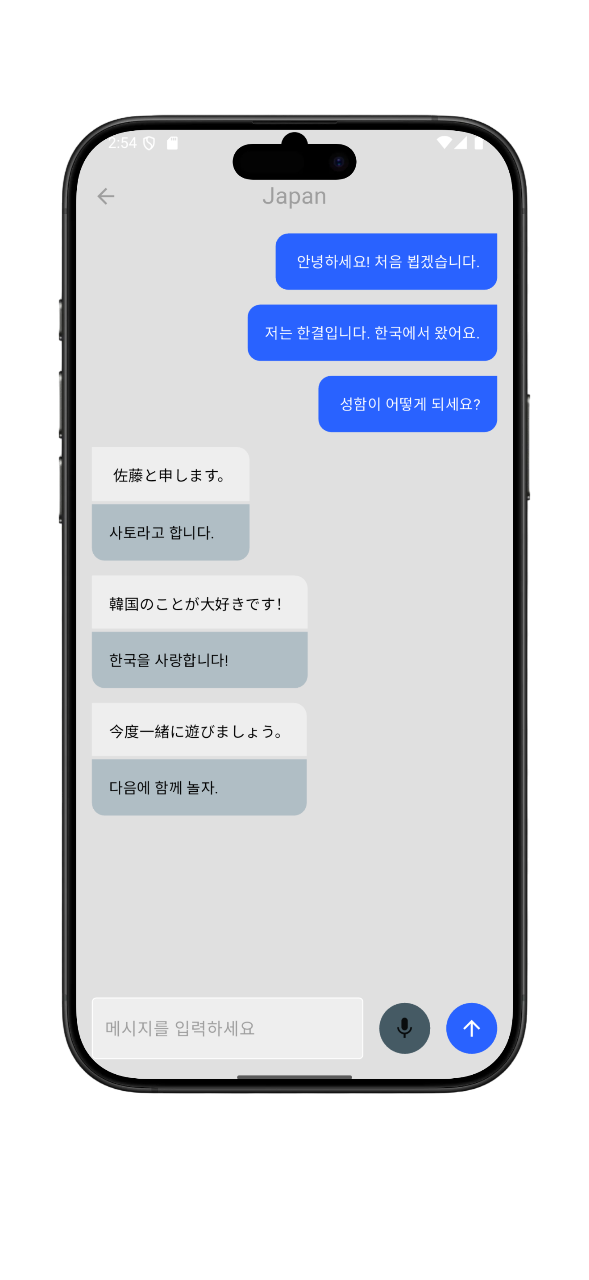 2:54
Japan
안녕하세요! 처음 뵙겠습니다.
저는 한결입니다. 한국에서 왔어요.
성함이 어떻게 되세요?
佐藤と申します。
사토라고 합니다.
韓国のことが大好きです！
한국을 사랑합니다!
今度一緒に遊びましょう。
다음에 함께 놀자.
메시지를 입력하세요